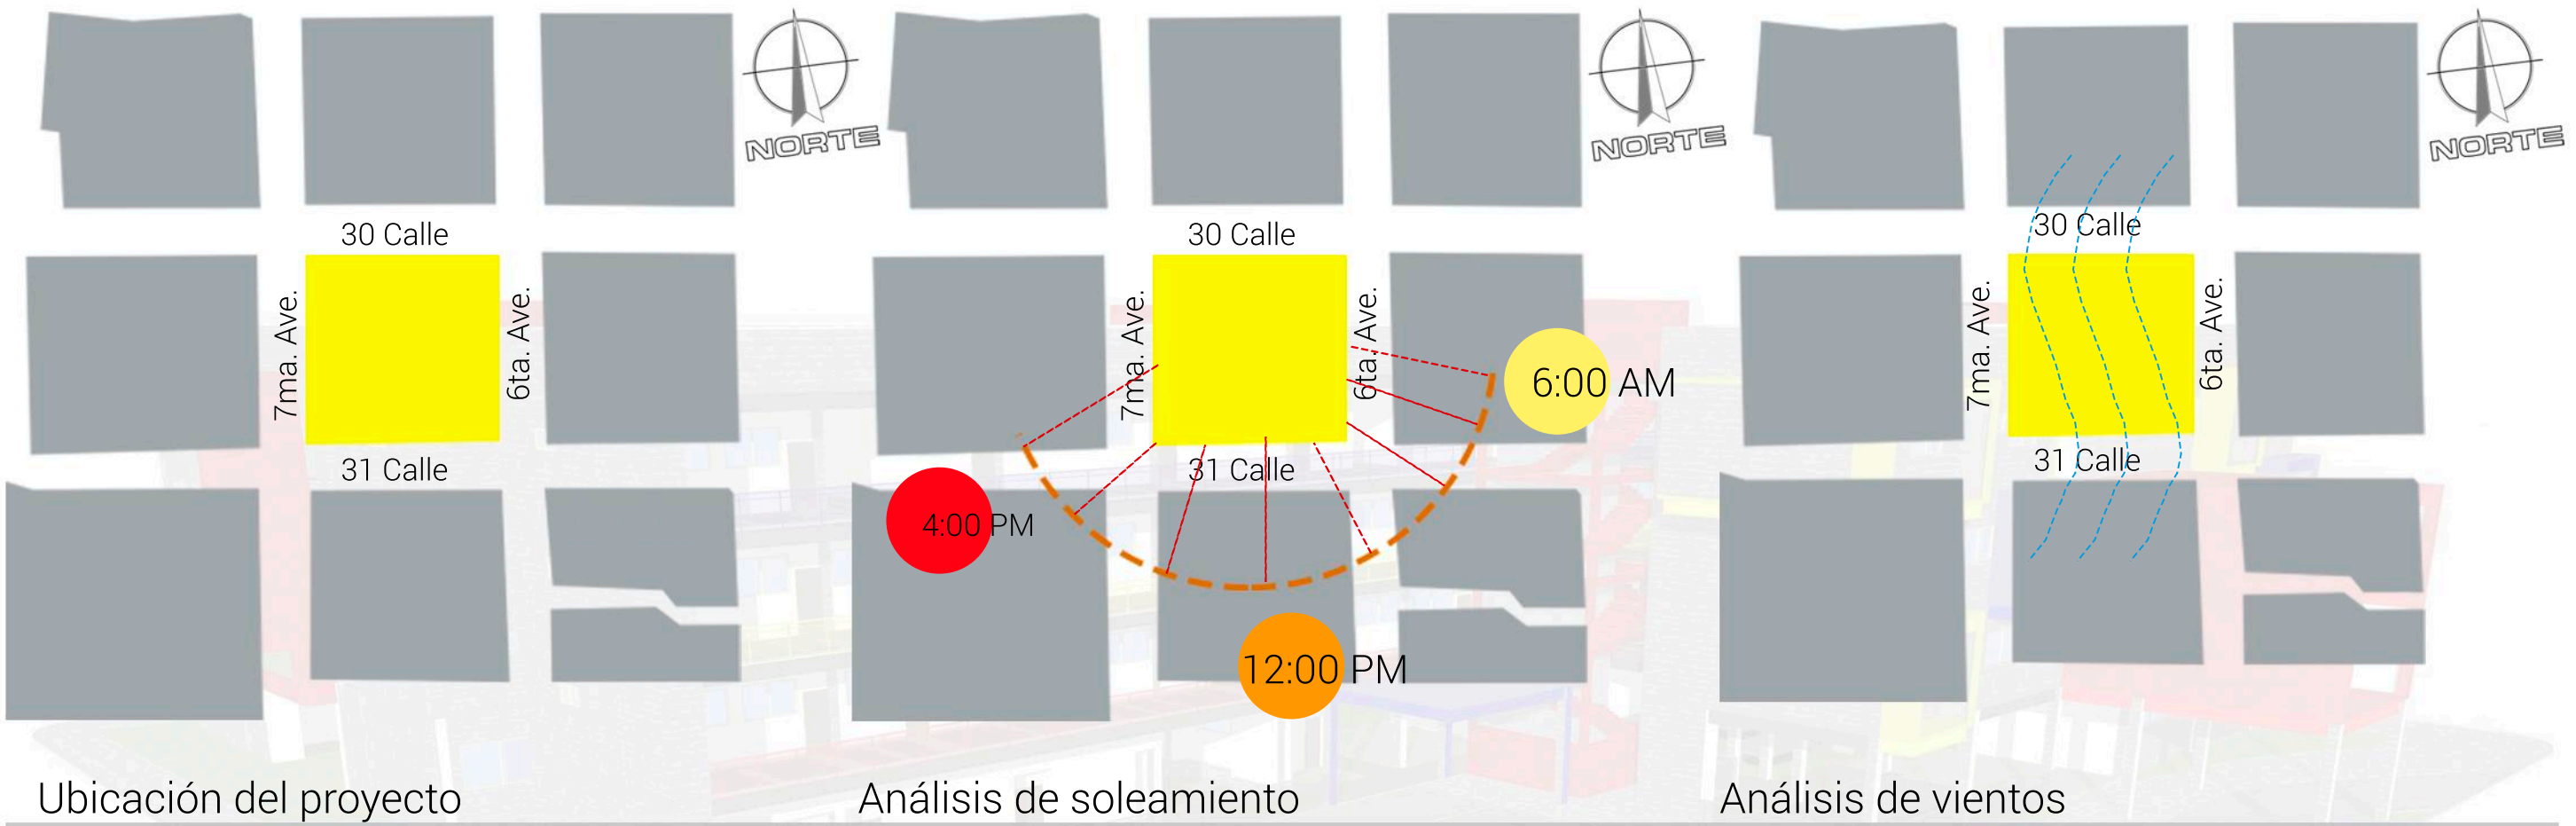 NORTE
30 Calle
7ma. Ave.
6ta. Ave.
31 Calle
Ubicación del proyecto
NORTE
30 Calle
7ma. Ave.
6ta. Ave.
6:00 AM
31 Calle
4:00 PM
12:00 PM
Análisis de soleamiento
NORTE
30 Calle
7ma. Ave.
6ta. Ave.
31 Calle
Análisis de vientos